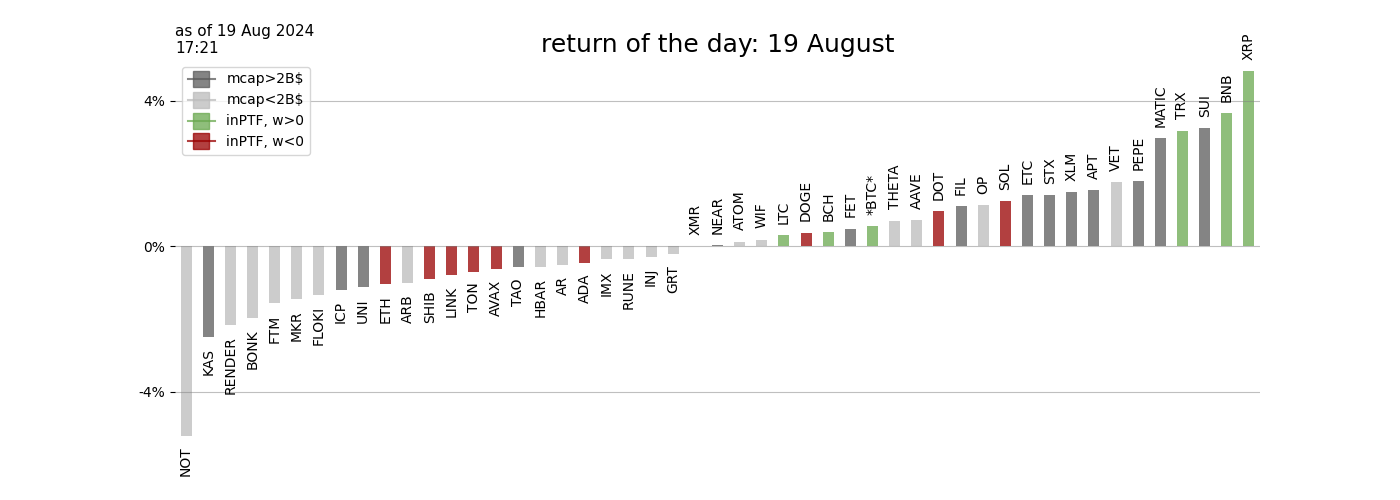 as of 19 Aug 2024
17:21
return of the day: 19 August
mcap>2B$
mcap<2B$
inPTF, w>0
inPTF, w<0
4%
0%
-4%
NOT
KAS
RENDER
BONK
FTM
MKR
FLOKI
ICP
UNI
ETH
ARB
SHIB
LINK
TON
AVAX
TAO
HBAR
AR
ADA
IMX
RUNE
INJ
GRT
XMR
NEAR
ATOM
WIF
LTC
DOGE
BCH
FET
*BTC*
THETA
AAVE
DOT
FIL
OP
SOL
ETC
STX
XLM
APT
VET
PEPE
MATIC
TRX
SUI
BNB
XRP